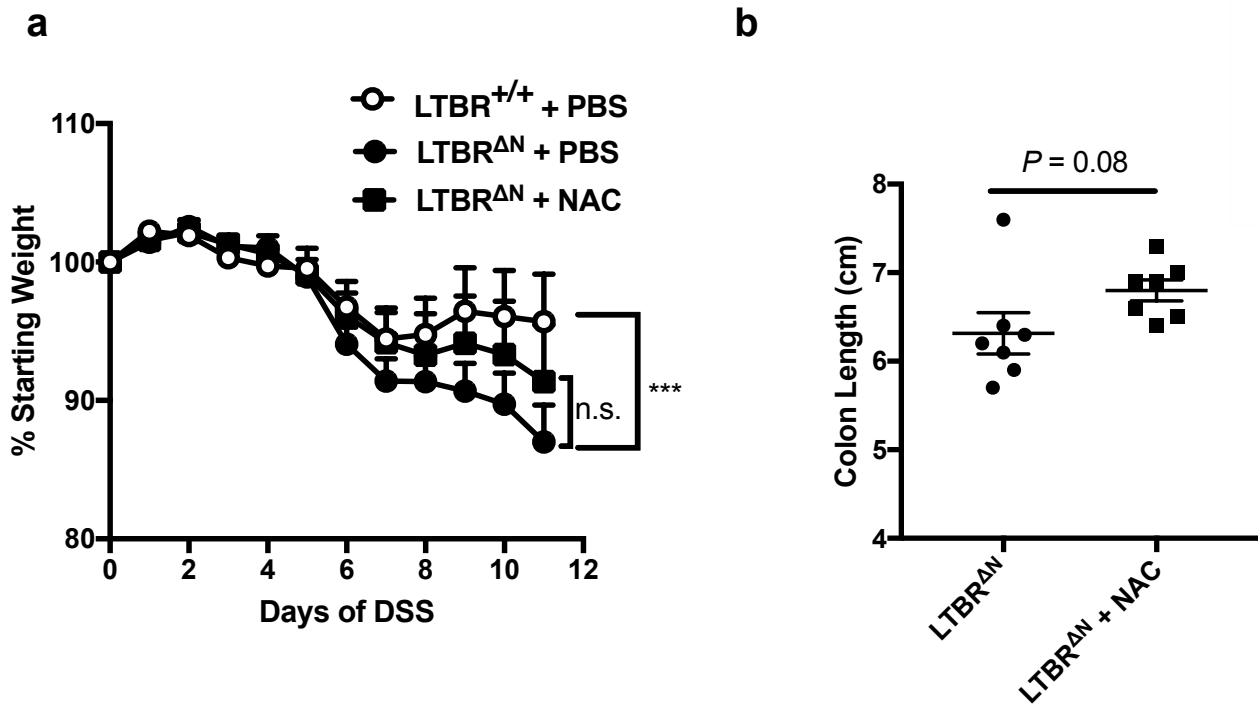 a
LTBR+/+ + PBS
LTBRΔN + PBS
LTBRΔN + NAC
110
100
90
80
% Starting Weight
0 2 4 6 8 10 12
Days of DSS
n.s.
***
b
P = 0.08
8
7
6
5
4
Colon Length (cm)
LTBRΔN
LTBRΔN + NAC